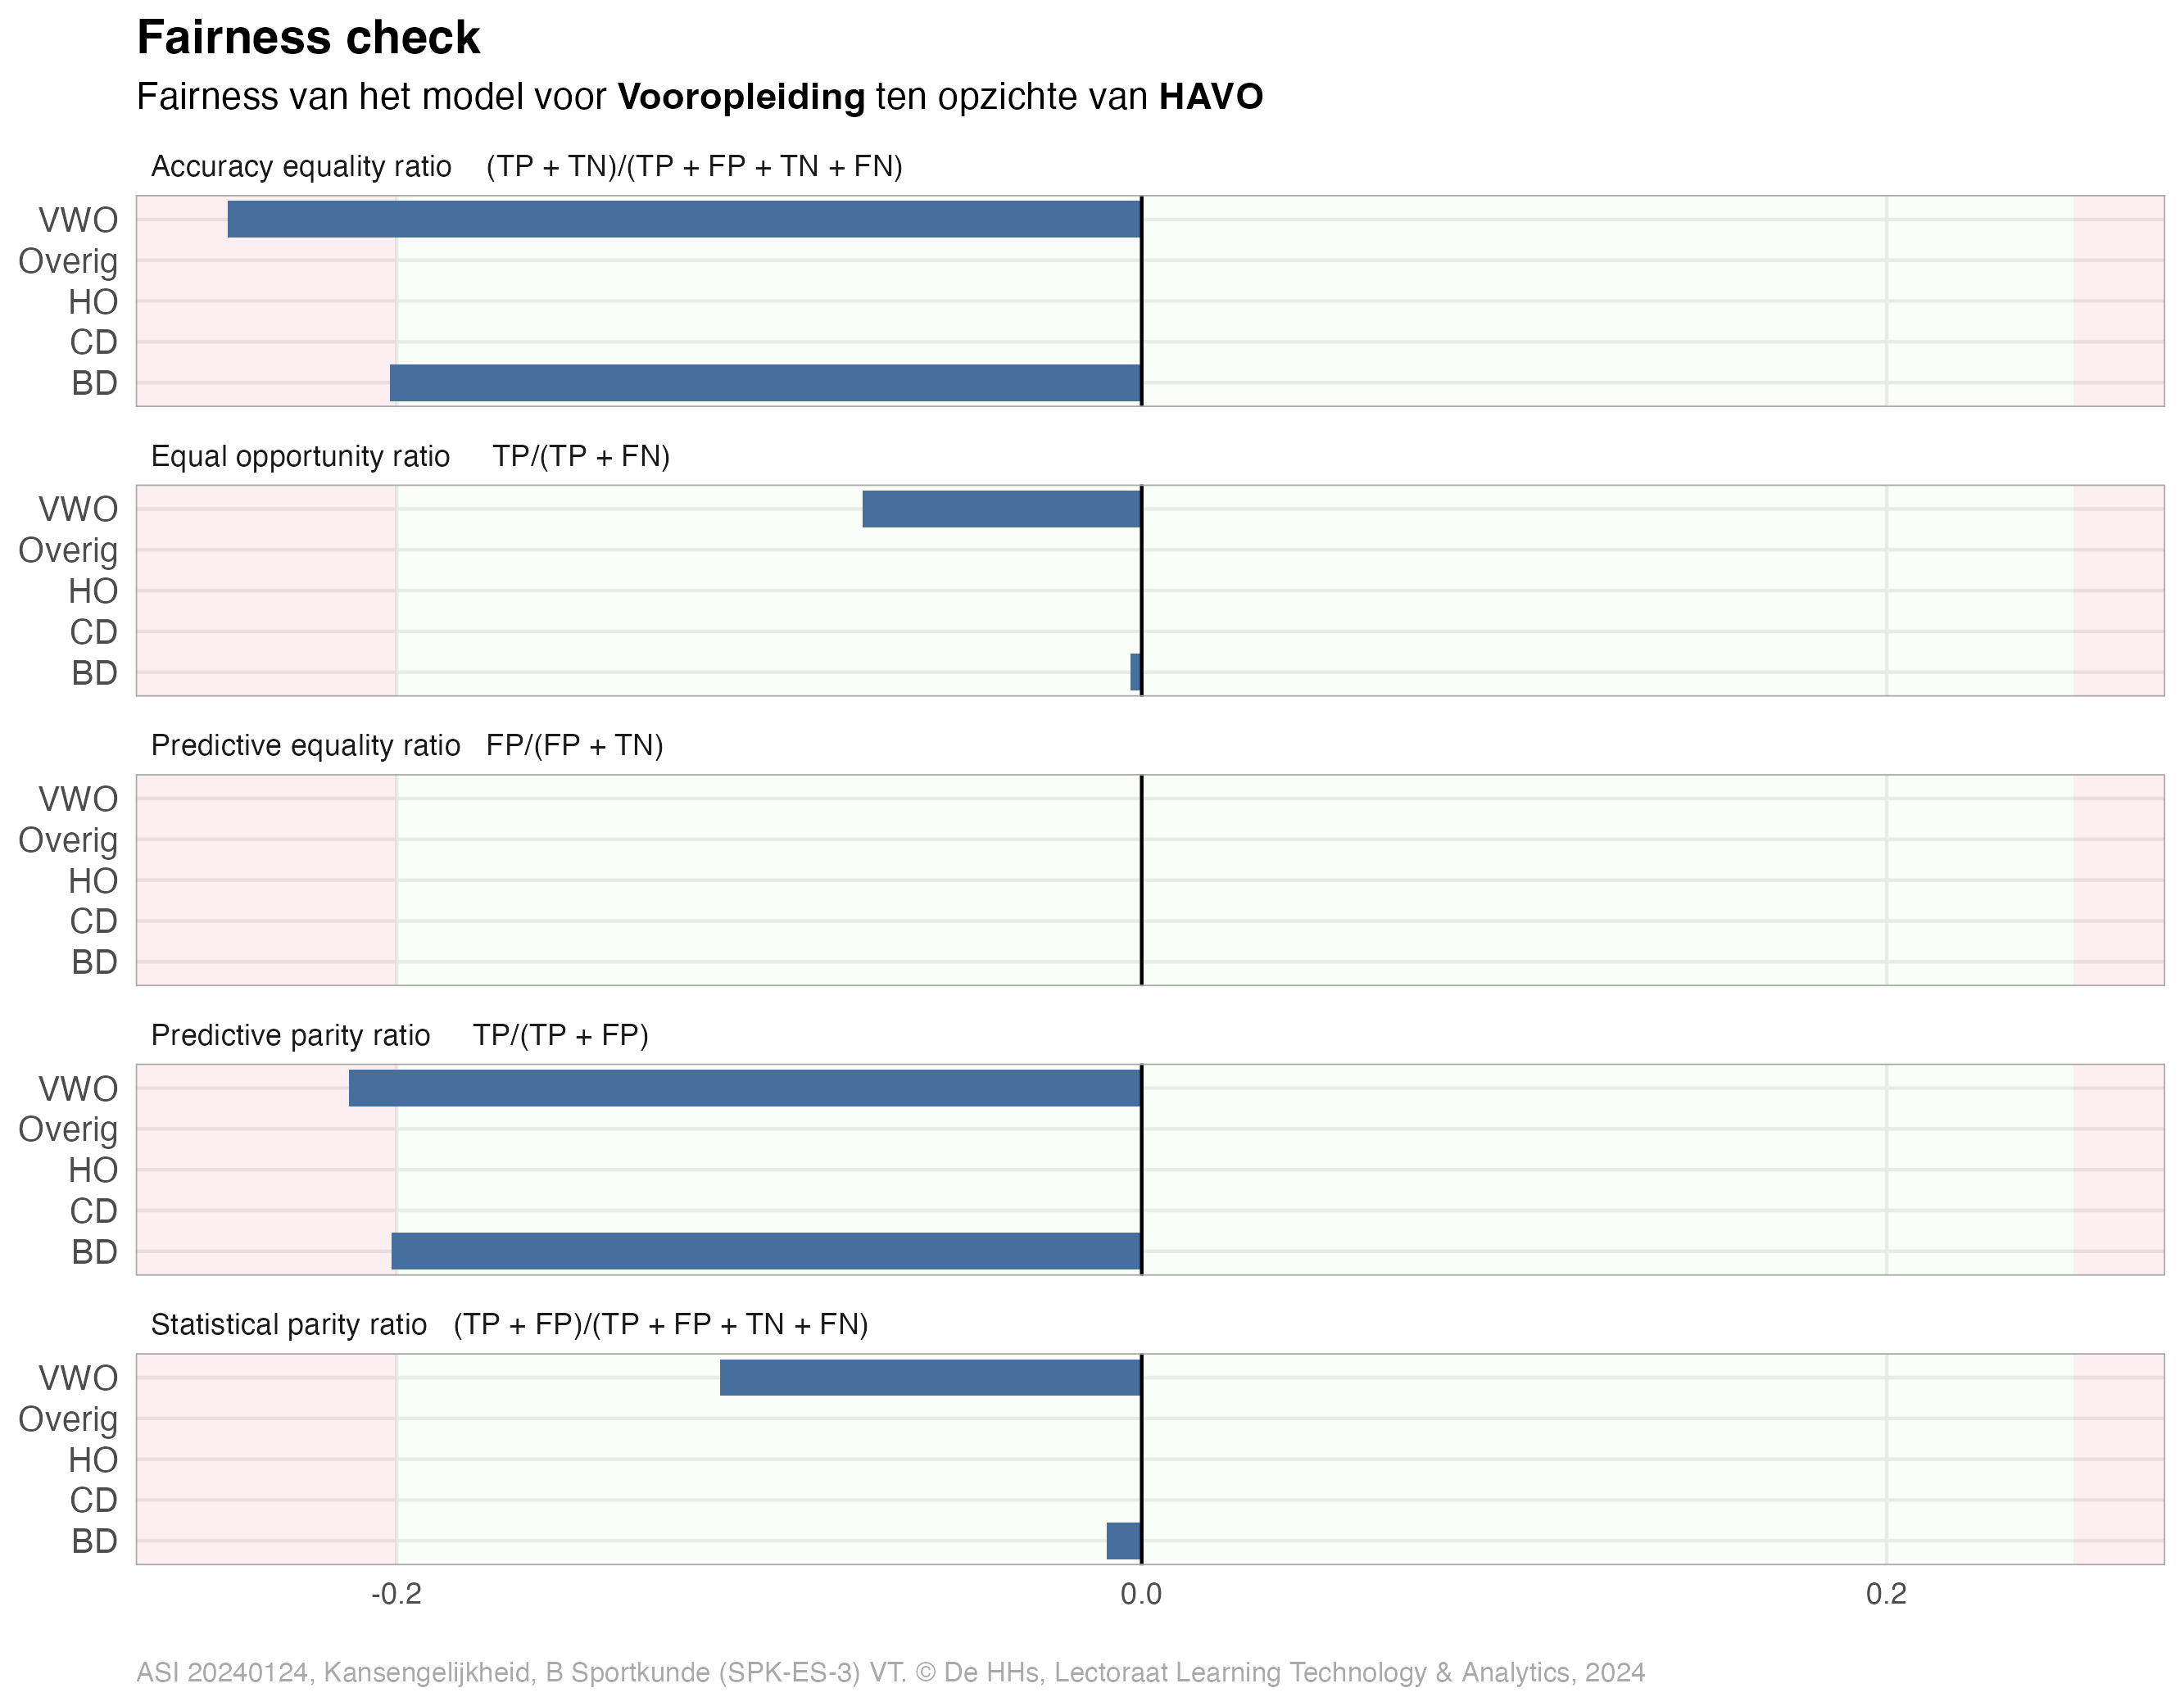 Fairness check
Fairness van het model voor Vooropleiding ten opzichte van HAVO
Accuracy equality ratio (TP + TN)/(TP + FP + TN + FN)
VWO
Overig
HO
CD
BD
Equal opportunity ratio TP/(TP + FN)
VWO
Overig
HO
CD
BD
Predictive equality ratio FP/(FP + TN)
VWO
Overig
HO
CD
BD
Predictive parity ratio TP/(TP + FP)
VWO
Overig
HO
CD
BD
Statistical parity ratio (TP + FP)/(TP + FP + TN + FN)
VWO
Overig
HO
CD
BD
-0.2 0.0 0.2
ASI 20240124, Kansengelijkheid, B Sportkunde (SPK-ES-3) VT. © De HHs, Lectoraat Learning Technology & Analytics, 2024